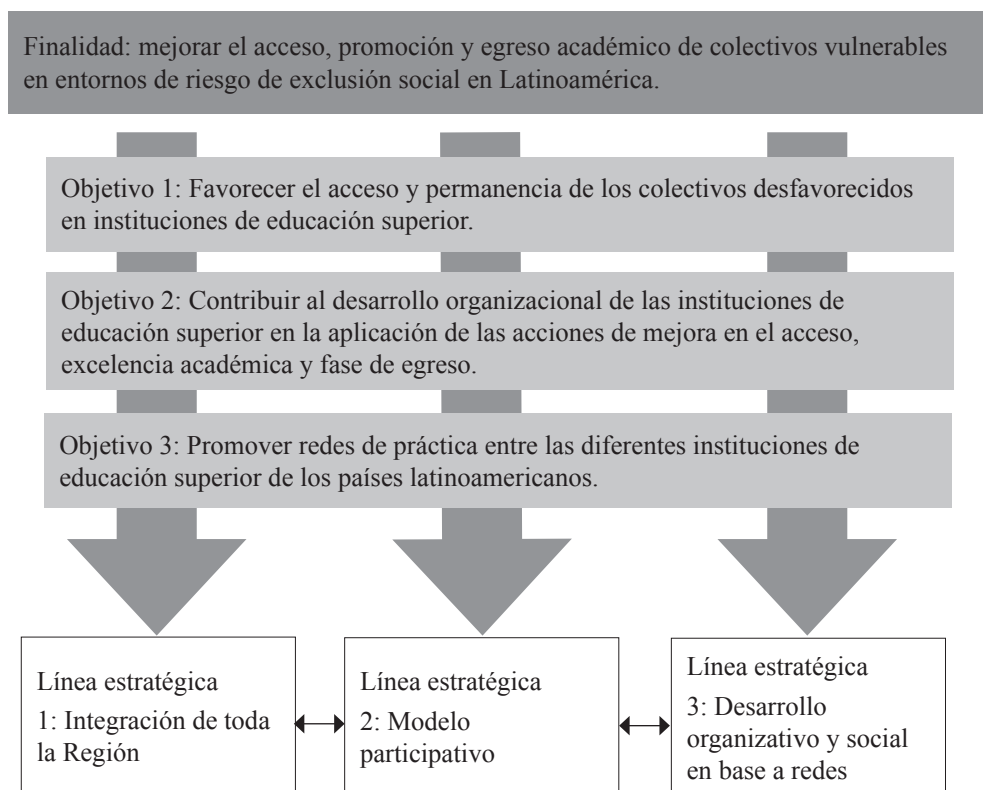 Finalidad: mejorar el acceso, promoción y egreso académico de colectivos vulnerables
en entornos de riesgo de exclusión social en Latinoamérica.
Objetivo 1: Favorecer el acceso y permanencia de los colectivos desfavorecidos
en instituciones de educación superior.
Objetivo 2: Contribuir al desarrollo organizacional de las instituciones de
educación superior en la aplicación de las acciones de mejora en el acceso,
excelencia académica y fase de egreso.
Objetivo 3: Promover redes de práctica entre las diferentes instituciones de
educación superior de los países latinoamericanos.
Línea estratégica
1: Integración de toda
la Región
Línea estratégica
2: Modelo
participativo
Línea estratégica
3: Desarrollo
organizativo y social
en base a redes